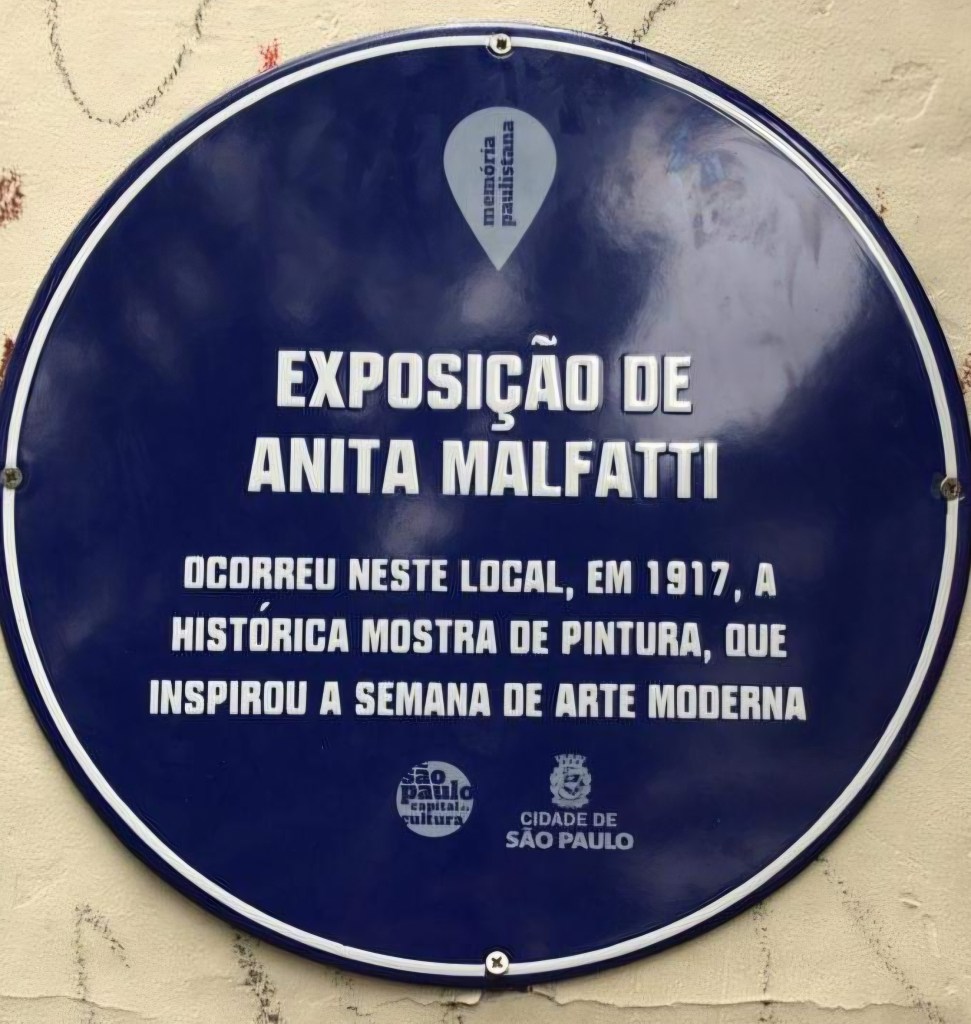 memória
paulistana
EXPOSIÇÃO DE
ANITA MALFATTI
OCORREU NESTE LOCAL, EM 1917, A
HISTÓRICA MOSTRA DE PINTURA, QUE
INSPIROU A SEMANA DE ARTE MODERNA
são
paulo
capital da
cultura
CIDADE DE
SÃO PAULO